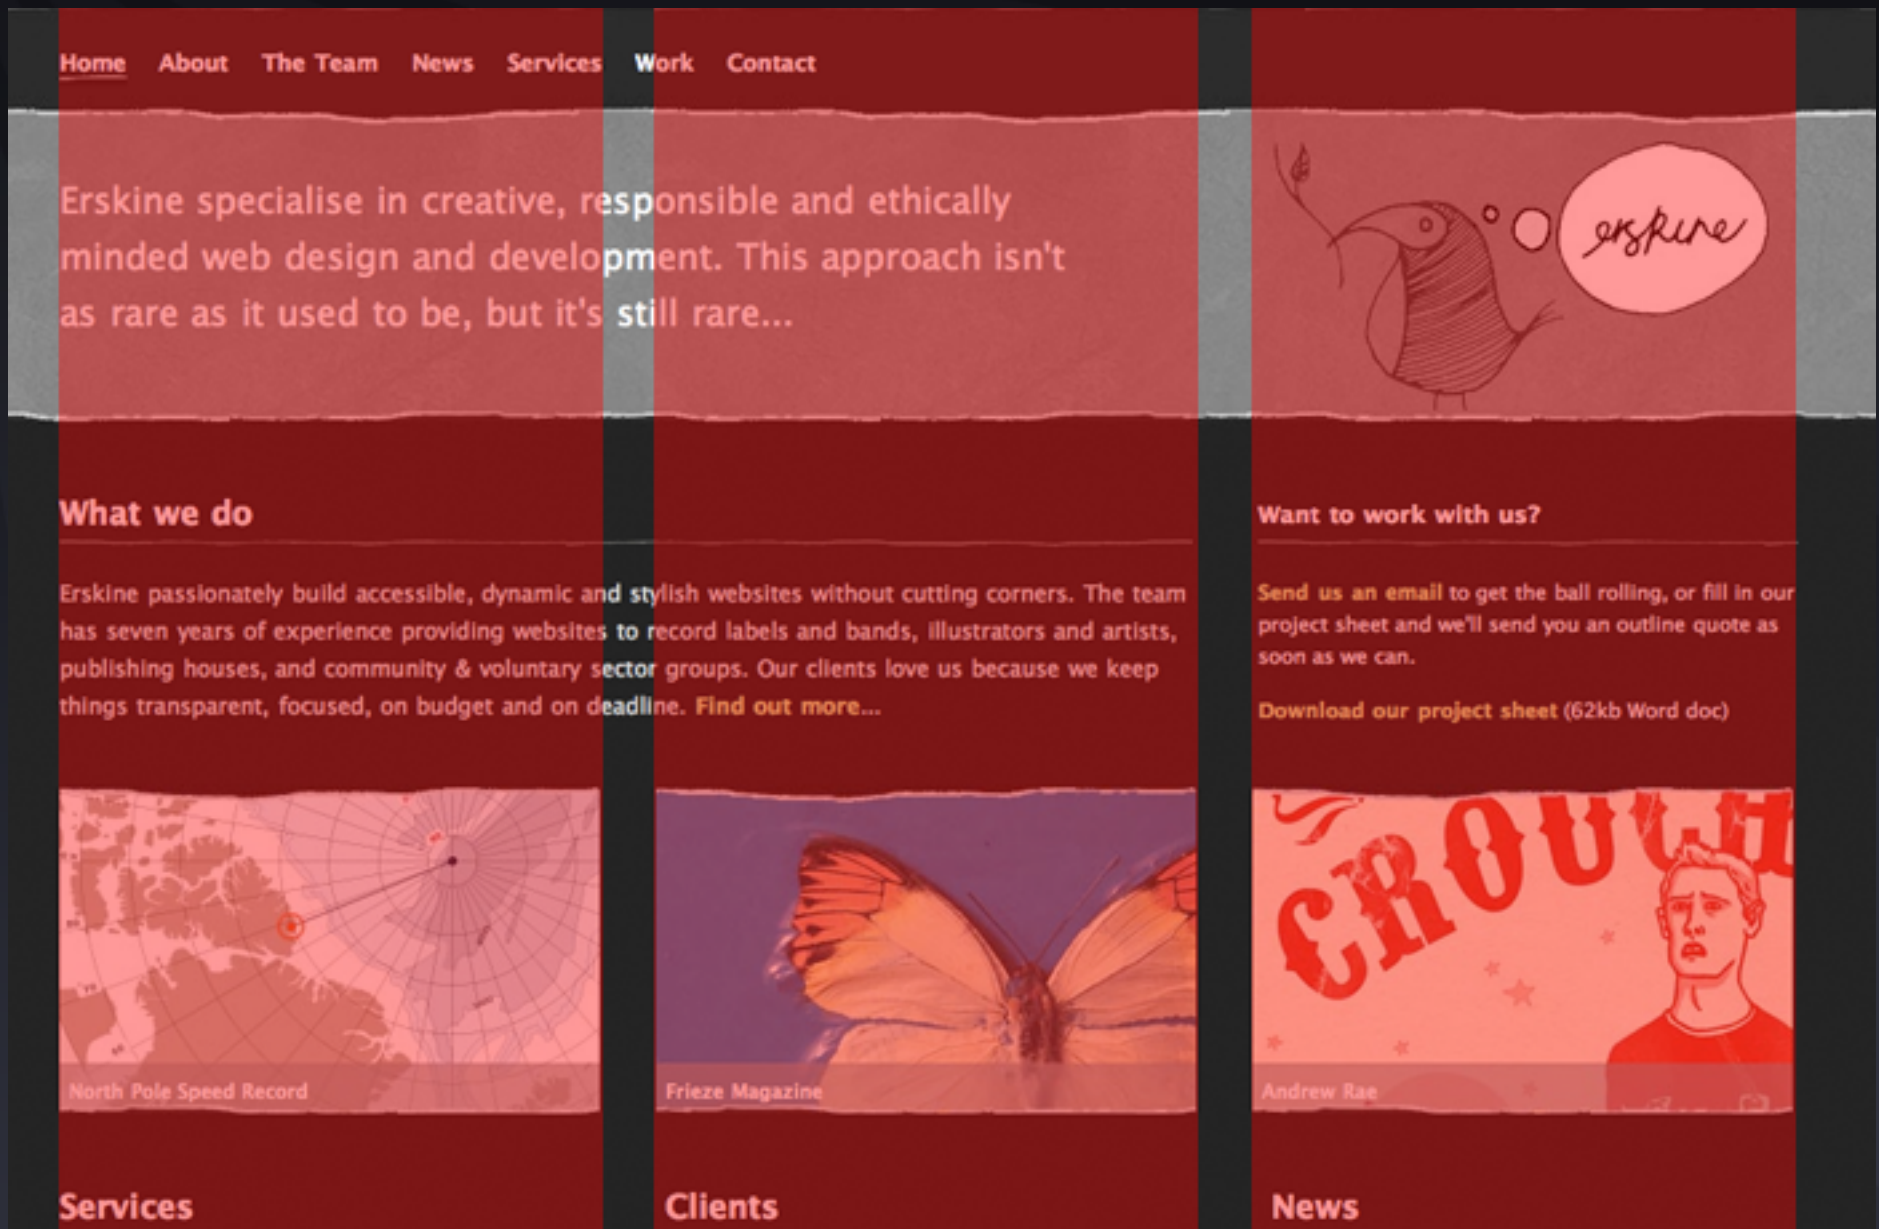 Home About The Team News Services Work Contact
Erskine specialise in creative, responsible and ethically
minded web design and development. This approach isn't
as rare as it used to be, but it's still rare...
erskine
What we do
Erskine passionately build accessible, dynamic and stylish websites without cutting corners. The team
has seven years of experience providing websites to record labels and bands, illustrators and artists,
publishing houses, and community & voluntary sector groups. Our clients love us because we keep
things transparent, focused, on budget and on deadline. Find out more...
Want to work with us?
Send us an email to get the ball rolling, or fill in our
project sheet and we'll send you an outline quote as
soon as we can.
Download our project sheet (62kb Word doc)
North Pole Speed Record
Frieze Magazine
CROUCH
Andrew Rae
Services
Clients
News